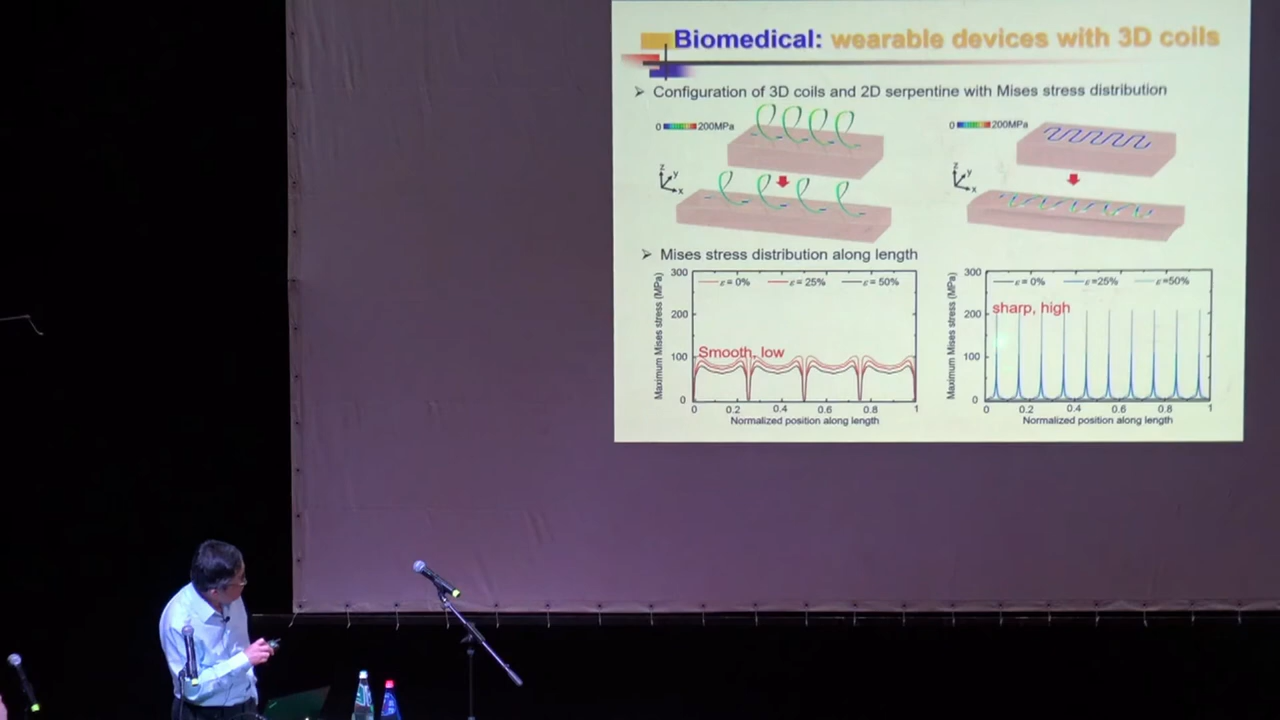 Biomedical: wearable devices with 3D coils
Configuration of 3D coils and 2D serpentine with Mises stress distribution
0 200MPa
0 200MPa
z
y
x
z
y
x
Mises stress distribution along length
Maximum Mises stress (MPa)
300
200
100
0
ε = 0% ε = 25% ε = 50%
Smooth, low
0 0.2 0.4 0.6 0.8 1
Normalized position along length
Maximum Mises stress (MPa)
300
200
100
0
ε = 0% ε=25% ε=50%
sharp, high
0 0.2 0.4 0.6 0.8 1
Normalized position along length